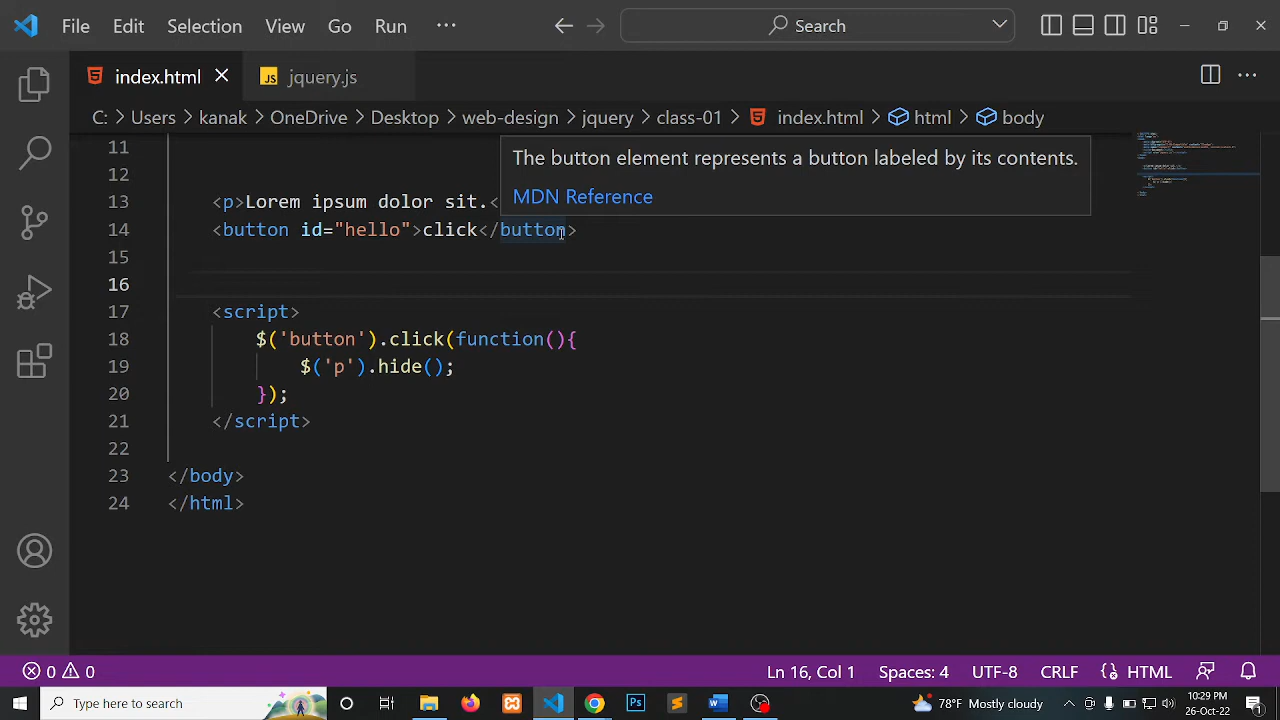 File Edit Selection View Go Run ··· Search
index.html JS jquery.js
C: > Users > kanak > OneDrive > Desktop > web-design > jquery > class-01 > index.html > html > body
11
The button element represents a button labeled by its contents.
12
MDN Reference
13 <p>Lorem ipsum dolor sit.<
14 <button id="hello">click</button>
15
16
17 <script>
18 $('button').click(function(){
19 $('p').hide();
20 });
21 </script>
22
23 </body>
24 </html>
0 0 Ln 16, Col 1 Spaces: 4 UTF-8 CRLF HTML
Type here to search Ps W 78°F Mostly cloudy 10:29 PM
26-Oct-22